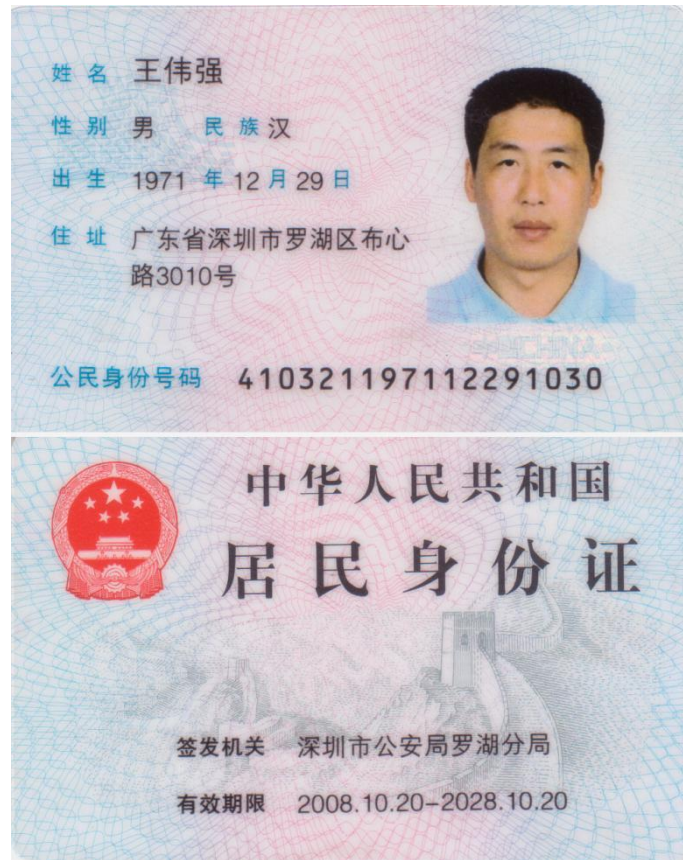 姓名 王伟强
性别 男 民族 汉
出生 1971 年 12 月 29 日
住址 广东省深圳市罗湖区布心
路3010号
公民身份号码 410321197112291030
中华人民共和国
居民身份证
签发机关 深圳市公安局罗湖分局
有效期限 2008.10.20-2028.10.20